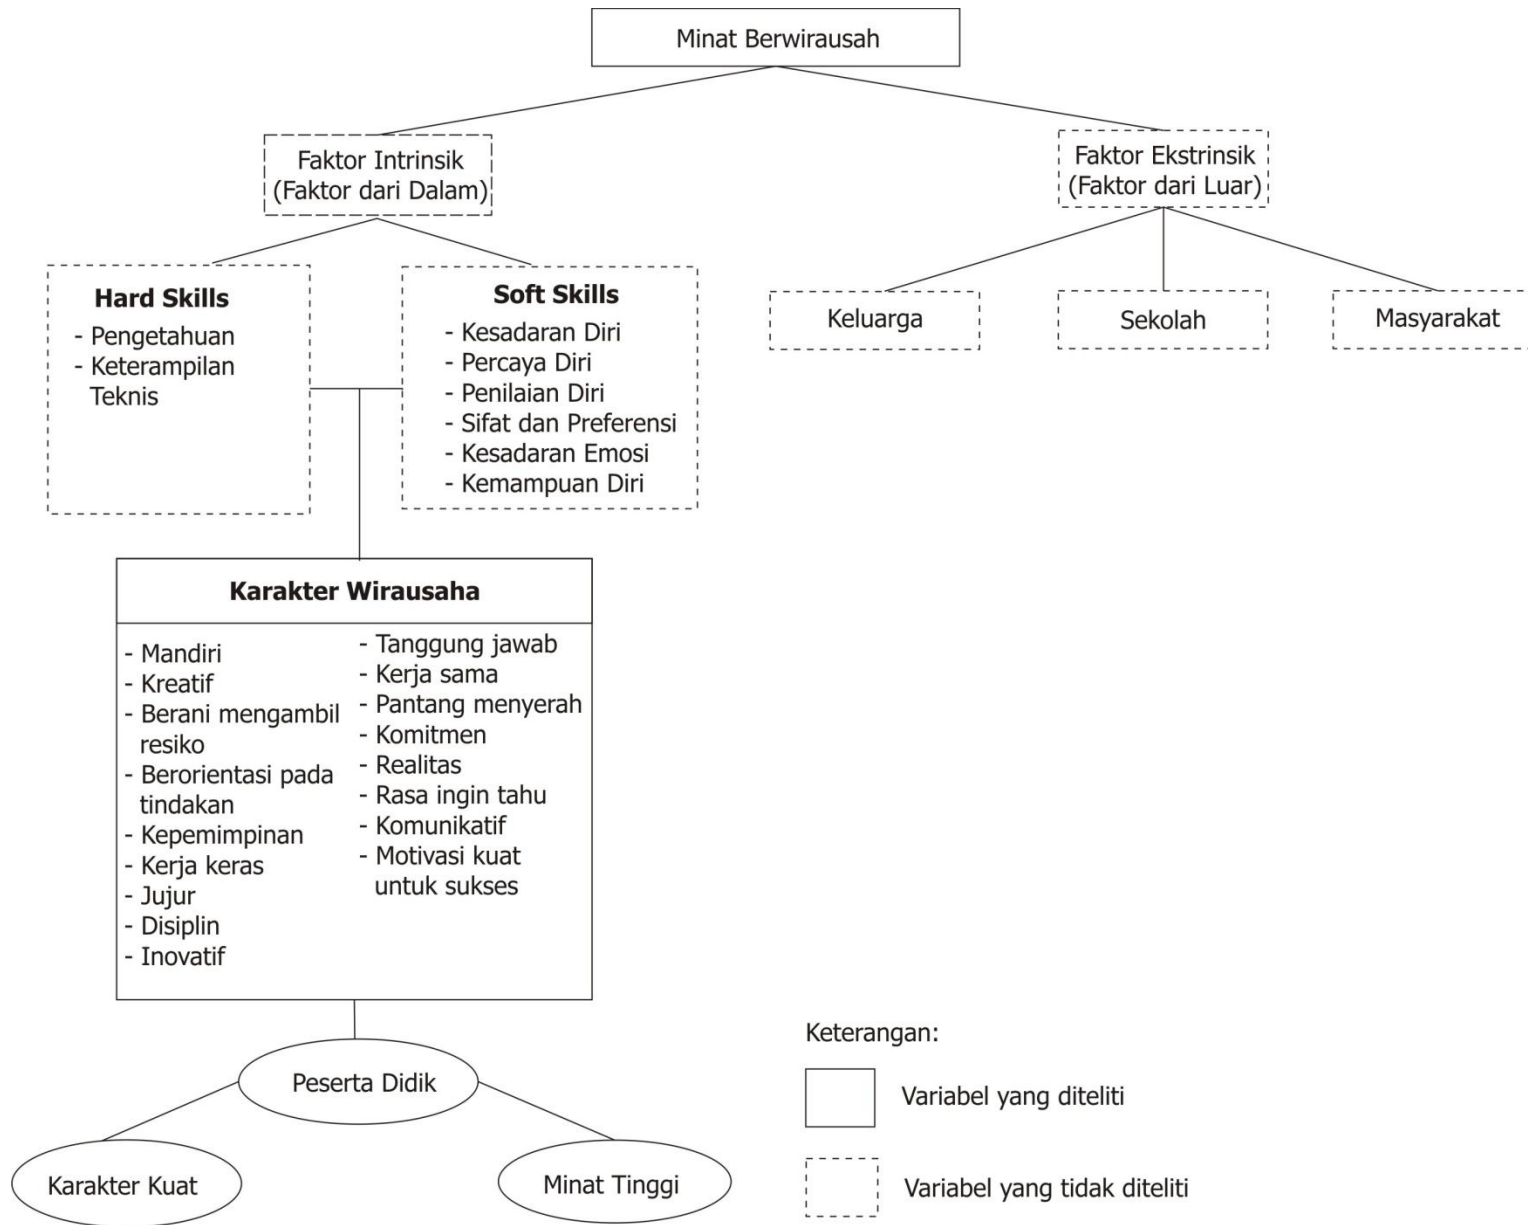 Minat Berwirausah
Faktor Intrinsik
(Faktor dari Dalam)
Faktor Ekstrinsik
(Faktor dari Luar)
Hard Skills
- Pengetahuan
- Keterampilan
Teknis
Soft Skills
- Kesadaran Diri
- Percaya Diri
- Penilaian Diri
- Sifat dan Preferensi
- Kesadaran Emosi
- Kemampuan Diri
Keluarga
Sekolah
Masyarakat
Karakter Wirausaha
- Mandiri
- Kreatif
- Berani mengambil
resiko
- Berorientasi pada
tindakan
- Kepemimpinan
- Kerja keras
- Jujur
- Disiplin
- Inovatif
- Tanggung jawab
- Kerja sama
- Pantang menyerah
- Komitmen
- Realitas
- Rasa ingin tahu
- Komunikatif
- Motivasi kuat
untuk sukses
Peserta Didik
Karakter Kuat
Minat Tinggi
Keterangan:
Variabel yang diteliti
Variabel yang tidak diteliti